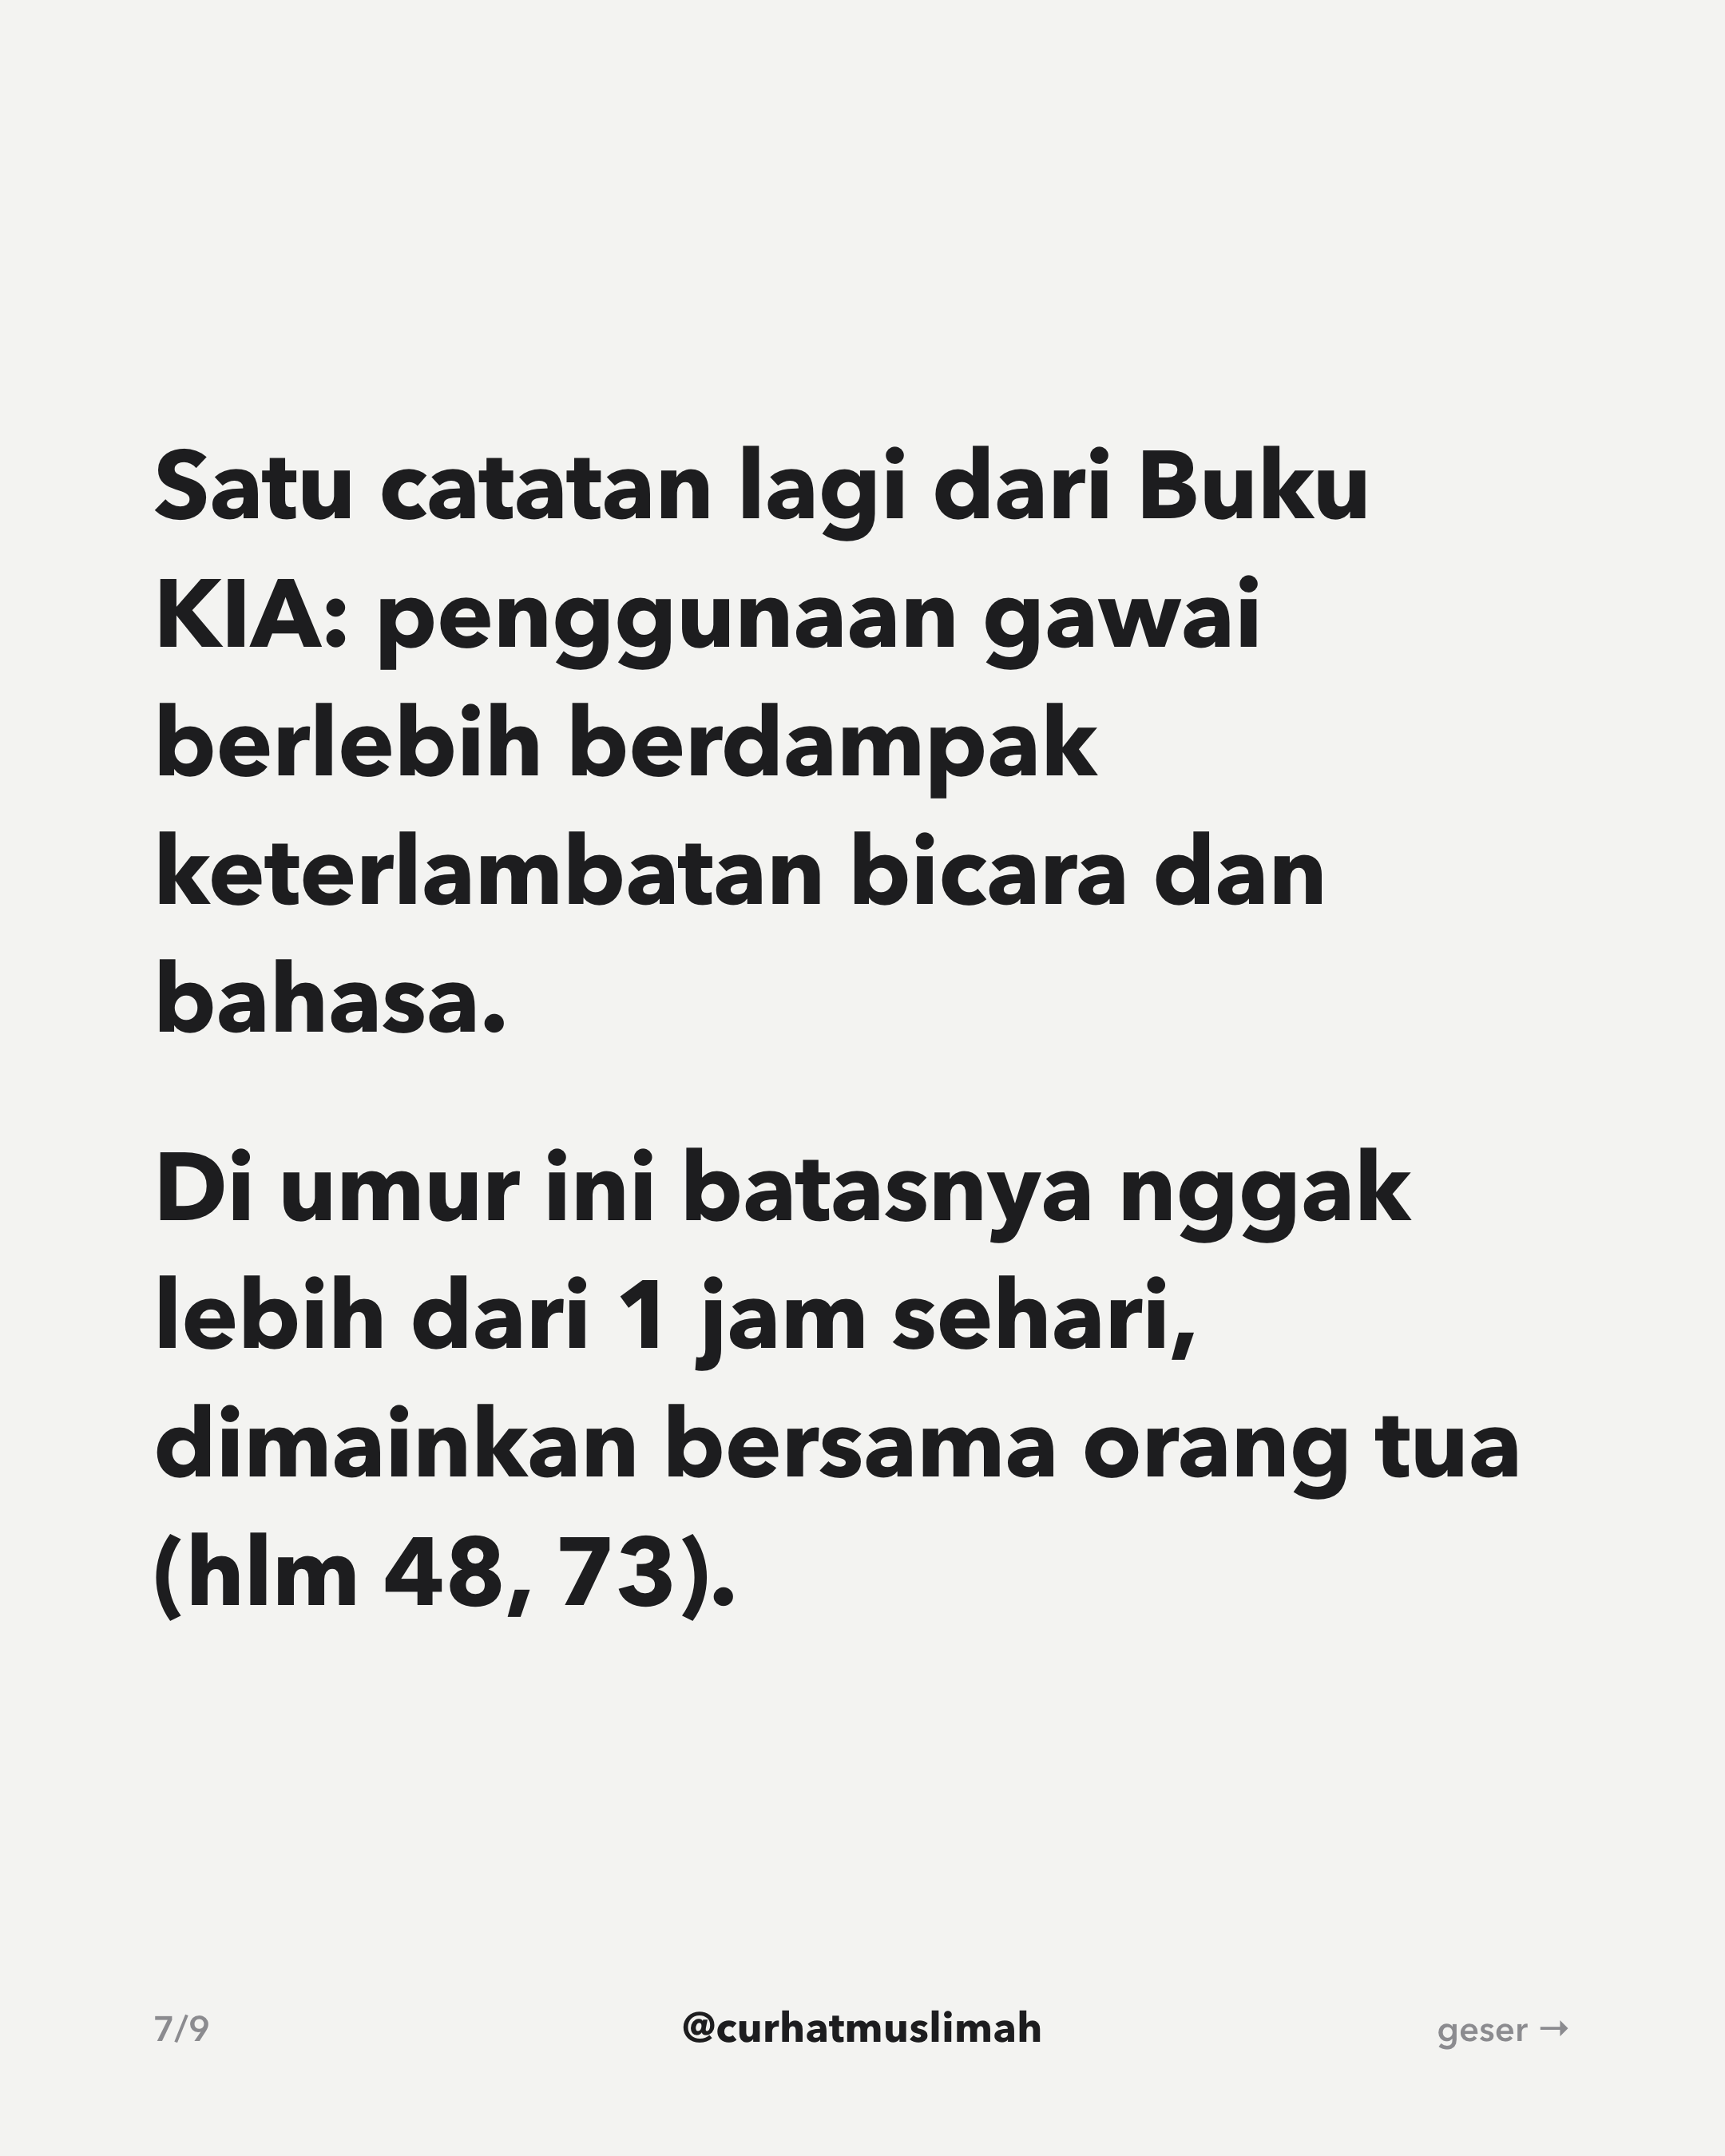 Satu catatan lagi dari Buku
KIA: penggunaan gawai
berlebih berdampak
keterlambatan bicara dan
bahasa.
Di umur ini batasnya nggak
lebih dari 1 jam sehari,
dimainkan bersama orang tua
(hlm 48, 73).
7/9
@curhatmuslimah
geser →